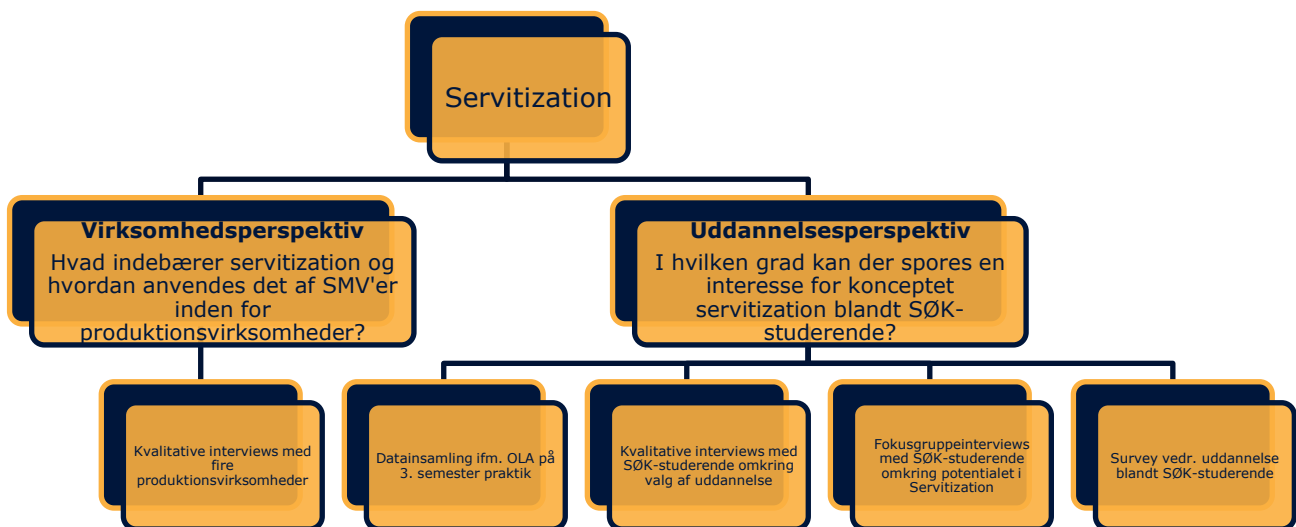 Servitization
Virksomhedsperspektiv
Hvad indebærer servitization og
hvordan anvendes det af SMV'er
inden for
produktionsvirksomheder?
Uddannelsesperspektiv
I hvilken grad kan der spores en
interesse for konceptet
servitization blandt SØK-
studerende?
Kvalitative interviews med
fire
produktionsvirksomheder
Datainsamling ifm. OLA på
3. semester praktik
Kvalitative interviews med
SØK-studerende omkring
valg af uddannelse
Fokusgruppeinterviews
med SØK-studerende
omkring potentialet i
Servitization
Survey vedr. uddannelse
blandt SØK-studerende